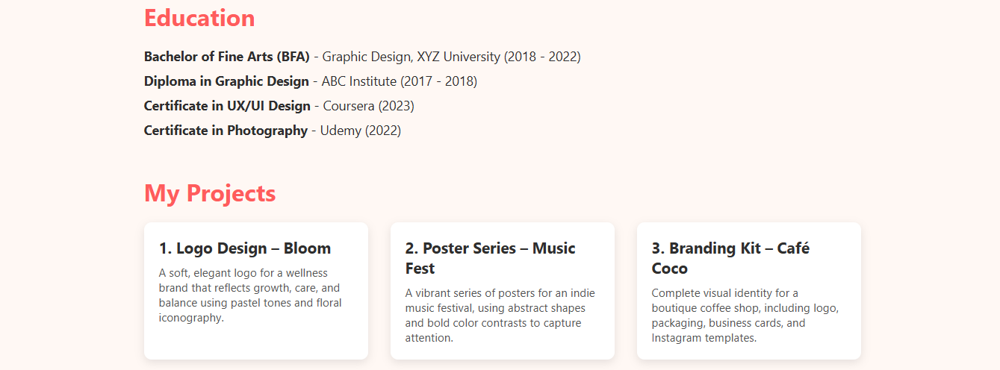 Education
Bachelor of Fine Arts (BFA) - Graphic Design, XYZ University (2018 - 2022)
Diploma in Graphic Design - ABC Institute (2017 - 2018)
Certificate in UX/UI Design - Coursera (2023)
Certificate in Photography - Udemy (2022)
My Projects
1. Logo Design – Bloom
A soft, elegant logo for a wellness
brand that reflects growth, care, and
balance using pastel tones and floral
iconography.
2. Poster Series – Music
Fest
A vibrant series of posters for an indie
music festival, using abstract shapes
and bold color contrasts to capture
attention.
3. Branding Kit – Café
Coco
Complete visual identity for a
boutique coffee shop, including logo,
packaging, business cards, and
Instagram templates.